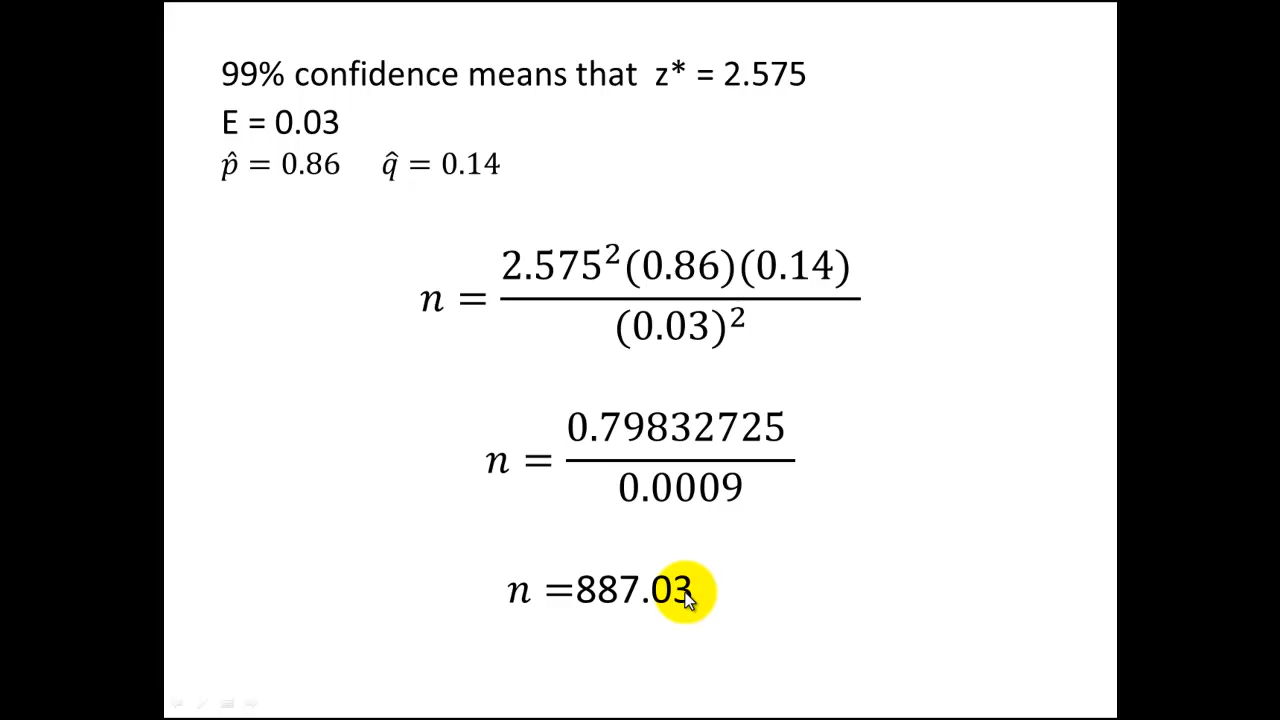 99% confidence means that z* = 2.575
E = 0.03
p̂ = 0.86 q̂ = 0.14
n = 2.575²(0.86)(0.14) / (0.03)²
n = 0.79832725 / 0.0009
n =887.03